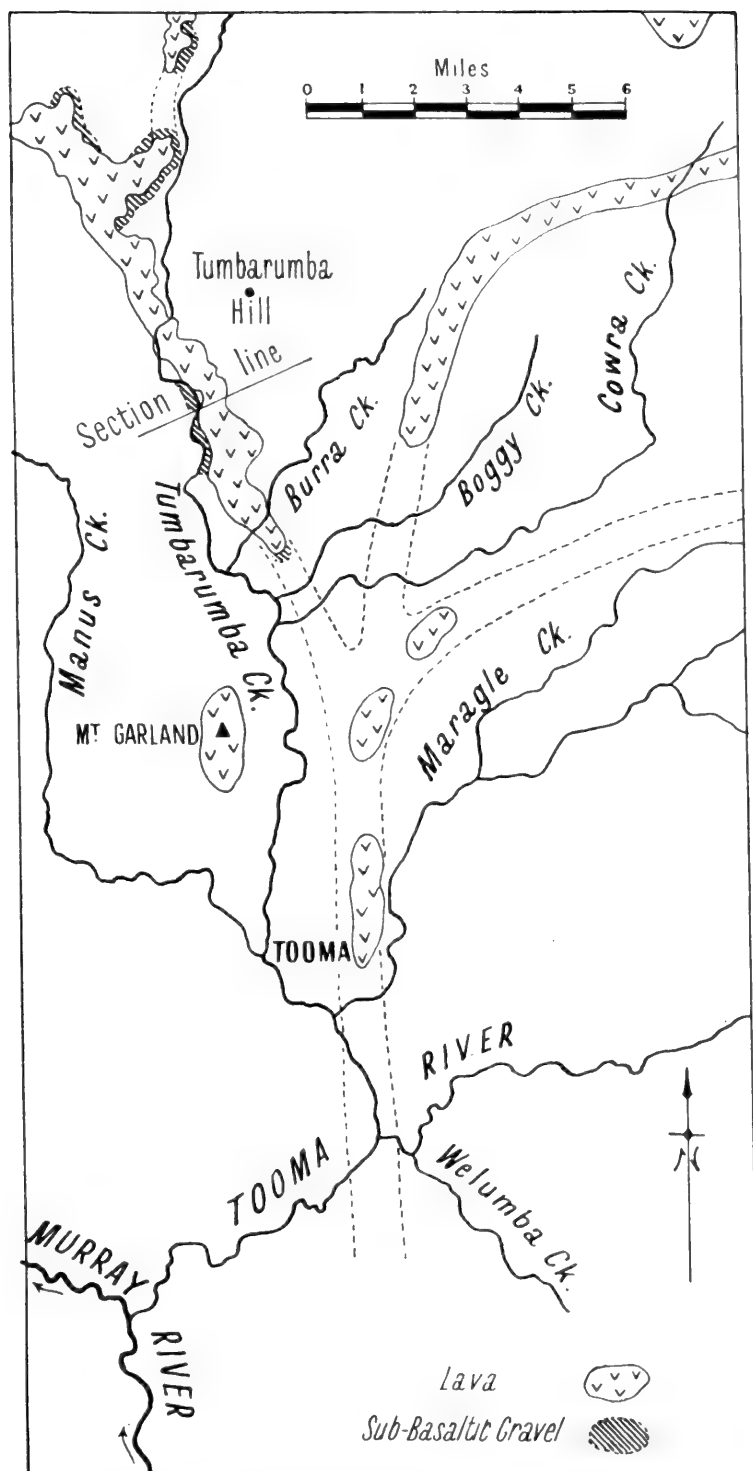 Miles
0 1 2 3 4 5 6
Tumbarumba
Hill
Section line
Burra Ck.
Boggy Ck.
Cowra Ck.
Manus Ck.
Tumbarumba Ck.
MT GARLAND
Maragle Ck.
TOOMA
RIVER
TOOMA
Welumba Ck.
N
MURRAY
RIVER
Lava
Sub-Basaltic Gravel